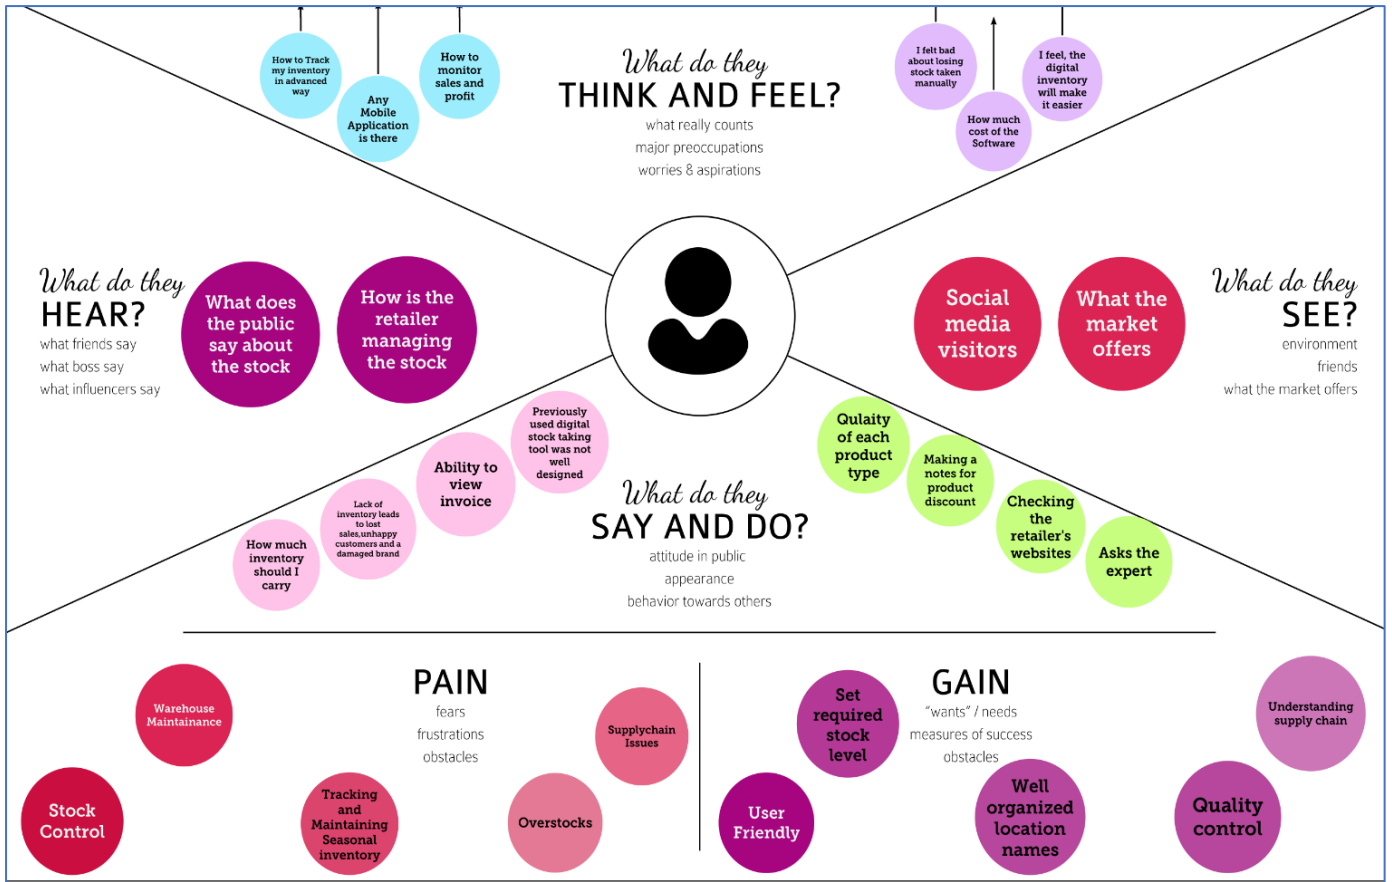 How to Track
my inventory
in advanced
way
Any
Mobile
Application
is there
How to
monitor
sales and
profit
What do they
THINK AND FEEL?
what really counts
major preoccupations
worries & aspirations
I felt bad
about losing
stock taken
manually
How much
cost of the
Software
I feel, the
digital
inventory
will make
it easier
What do they
HEAR?
what friends say
what boss say
what influencers say
What does
the public
say about
the stock
How is the
retailer
managing
the stock
Social
media
visitors
What the
market
offers
What do they
SEE?
environment
friends
what the market offers
How much
inventory
should I
carry
Lack of
inventory leads
to lost
sales,unhappy
customers and a
damaged brand
Ability to
view
invoice
Previously
used digital
stock taking
tool was not
well
designed
What do they
SAY AND DO?
attitude in public
appearance
behavior towards others
Qulaity
of each
product
type
Making a
notes for
product
discount
Checking
the
retailer's
websites
Asks the
expert
PAIN
fears
frustrations
obstacles
Warehouse
Maintainance
Stock
Control
Tracking
and
Maintaining
Seasonal
inventory
Overstocks
Supplychain
Issues
GAIN
"wants" / needs
measures of success
obstacles
Set
required
stock
level
User
Friendly
Well
organized
location
names
Quality
control
Understanding
supply chain